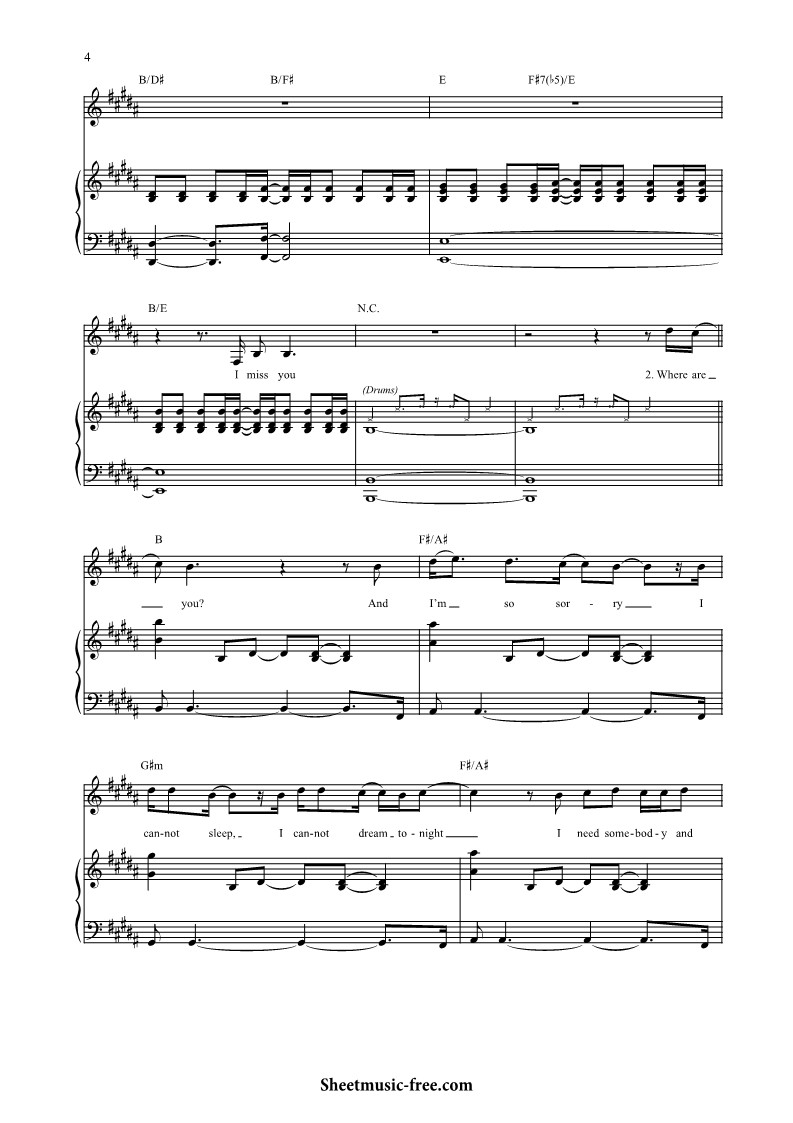 4
B/D♯ B/F♯ E F♯7(♭5)/E
B/E N.C.
I miss you 2. Where are
(Drums)
B F♯/A♯
you? And I'm so sor - ry I
G♯m F♯/A♯
can-not sleep, I can-not dream to-night I need some-bod-y and
Sheetmusic-free.com